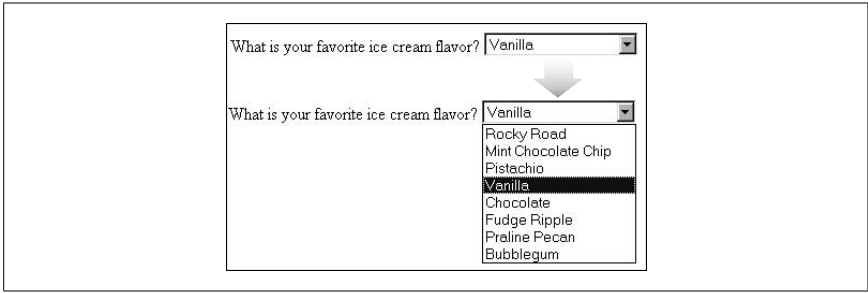 What is your favorite ice cream flavor? Vanilla
What is your favorite ice cream flavor? Vanilla
Rocky Road
Mint Chocolate Chip
Pistachio
Vanilla
Chocolate
Fudge Ripple
Praline Pecan
Bubblegum